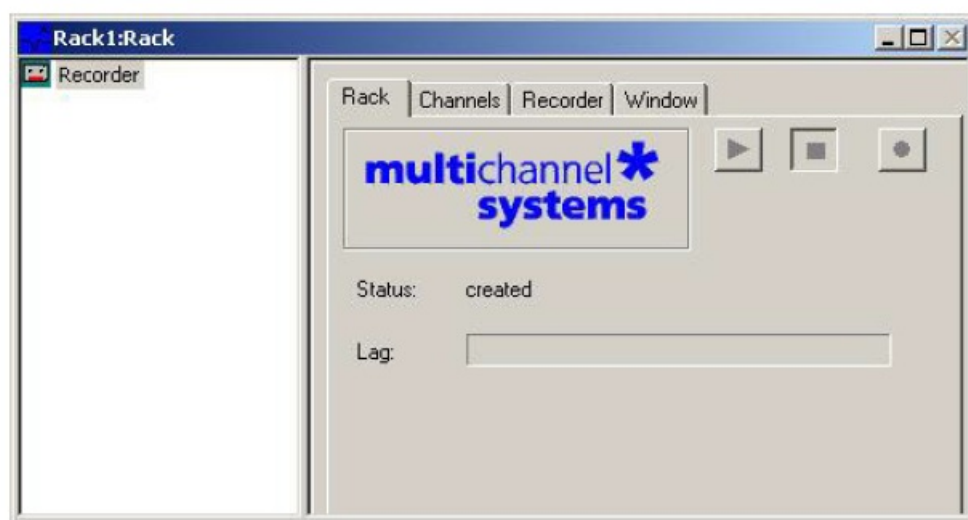 Rack1:Rack
Recorder
Rack Channels Recorder Window
multichannel*
systems
Status: created
Lag: